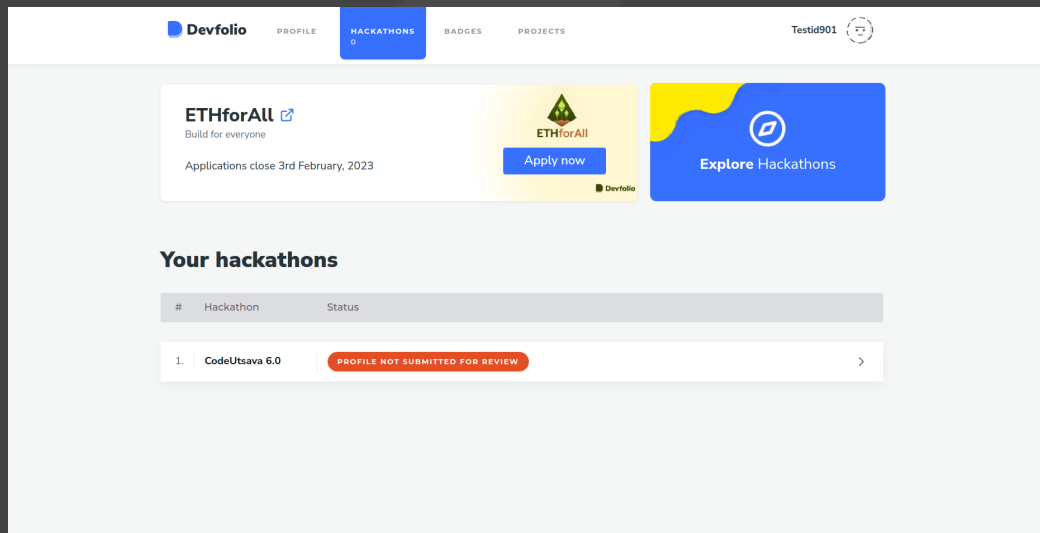 Devfolio
PROFILE
HACKATHONS
0
BADGES
PROJECTS
Testid901
ETHforAll
Build for everyone
Applications close 3rd February, 2023
ETHforAll
Apply now
Devfolio
Explore Hackathons
Your hackathons
# Hackathon Status
1. CodeUtsava 6.0 PROFILE NOT SUBMITTED FOR REVIEW